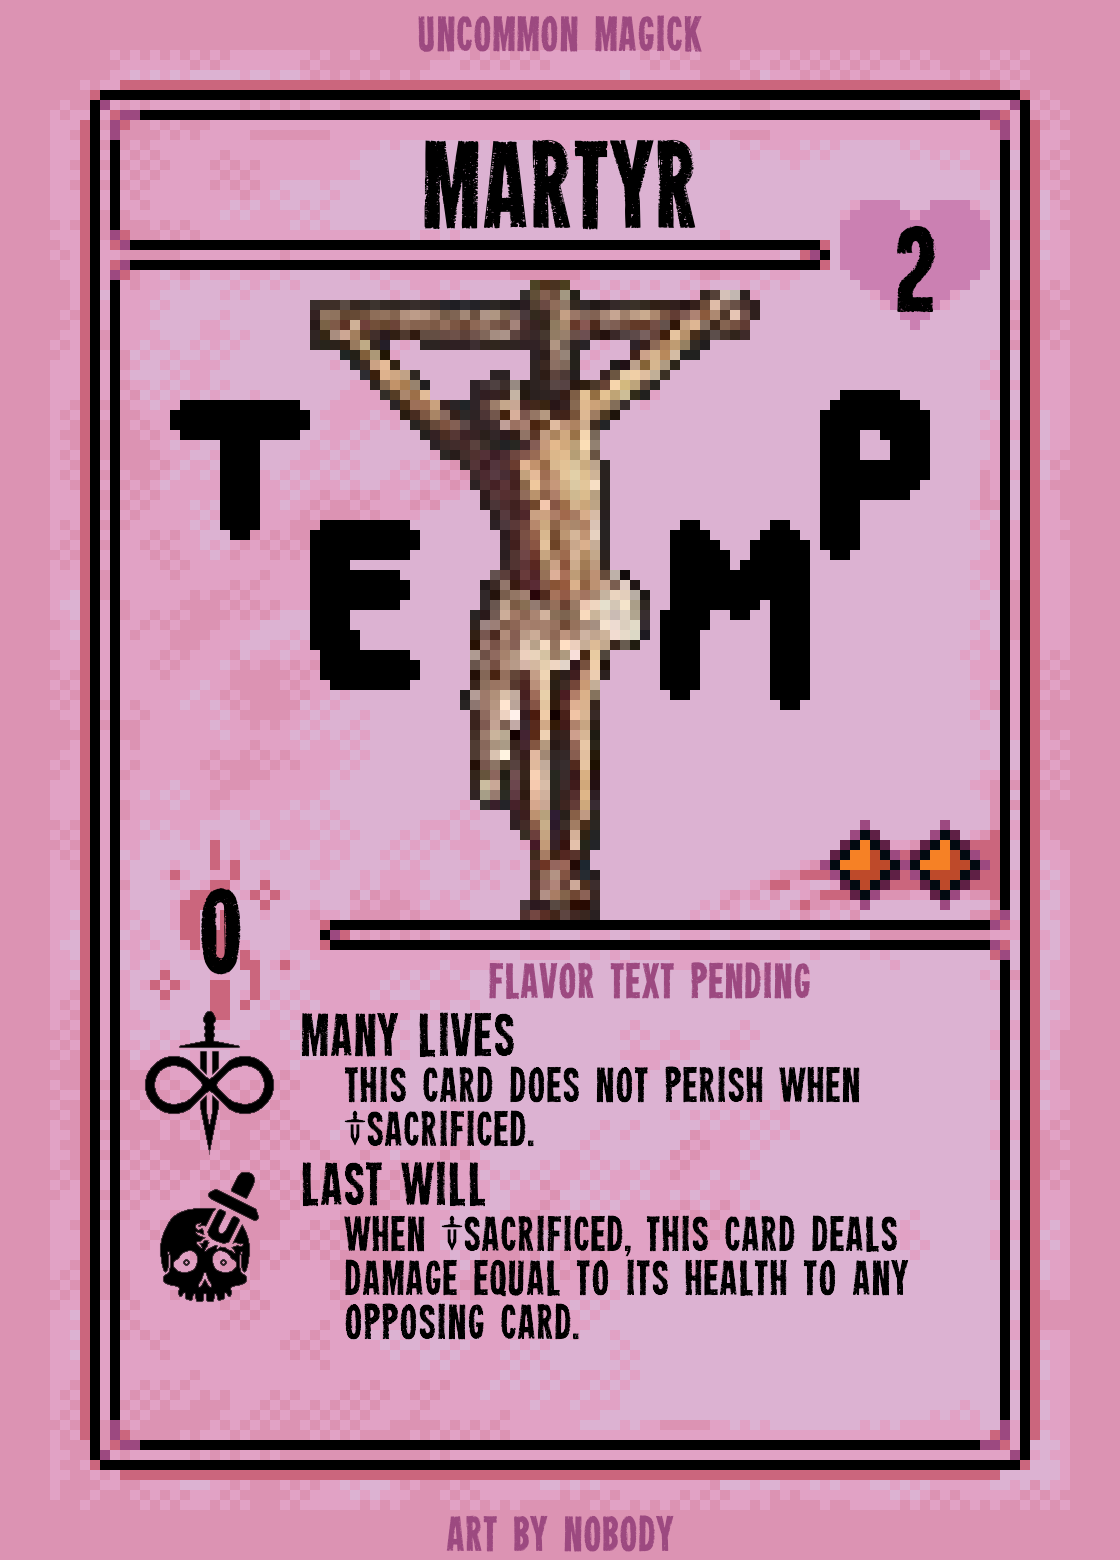 UNCOMMON MAGICK
MARTYR
2
TEMP
0
FLAVOR TEXT PENDING
MANY LIVES
THIS CARD DOES NOT PERISH WHEN
SACRIFICED.
LAST WILL
WHEN SACRIFICED, THIS CARD DEALS
DAMAGE EQUAL TO ITS HEALTH TO ANY
OPPOSING CARD.
ART BY NOBODY